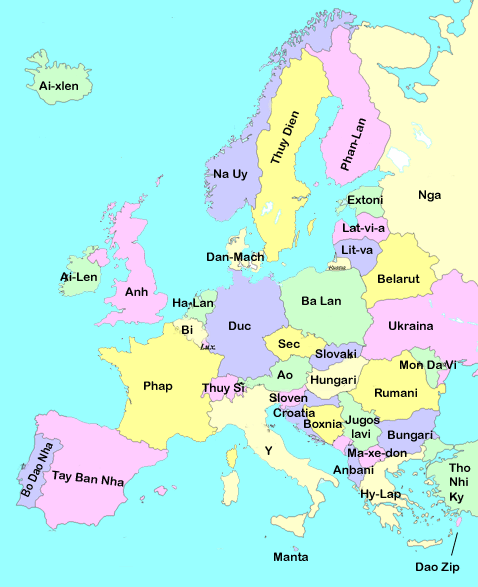 Ai-xlen
Thuy Dien
Phan-Lan
Na Uy
Nga
Extoni
Lat-vi-a
Lit-va
Dan-Mach
Ai-Len
Anh
Belarut
Ha-Lan
Ba Lan
Duc
Bi
Ukraina
Lux.
Sec
Slovaki
Mon Da Vi
Phap
Thuy Si
Ao
Hungari
Rumani
Sloven
Croatia
Boxnia
Jugos
lavi
Bungari
Y
Ma-xe-don
Anbani
Bo Dao Nha
Tay Ban Nha
Hy-Lap
Tho
Nhi
Ky
Manta
Dao Zip